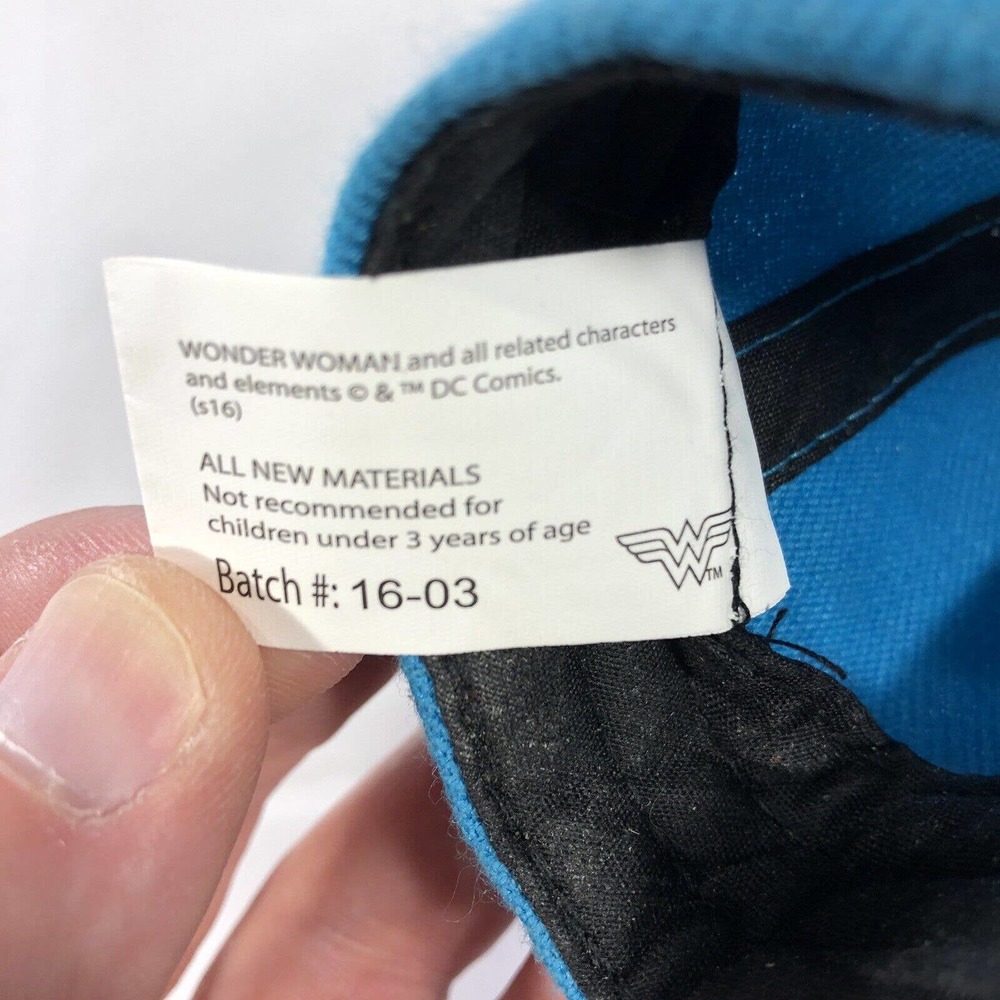 WONDER WOMAN and all related characters
and elements © & ™ DC Comics.
(s16)
ALL NEW MATERIALS
Not recommended for
children under 3 years of age
Batch #: 16-03
W
TM